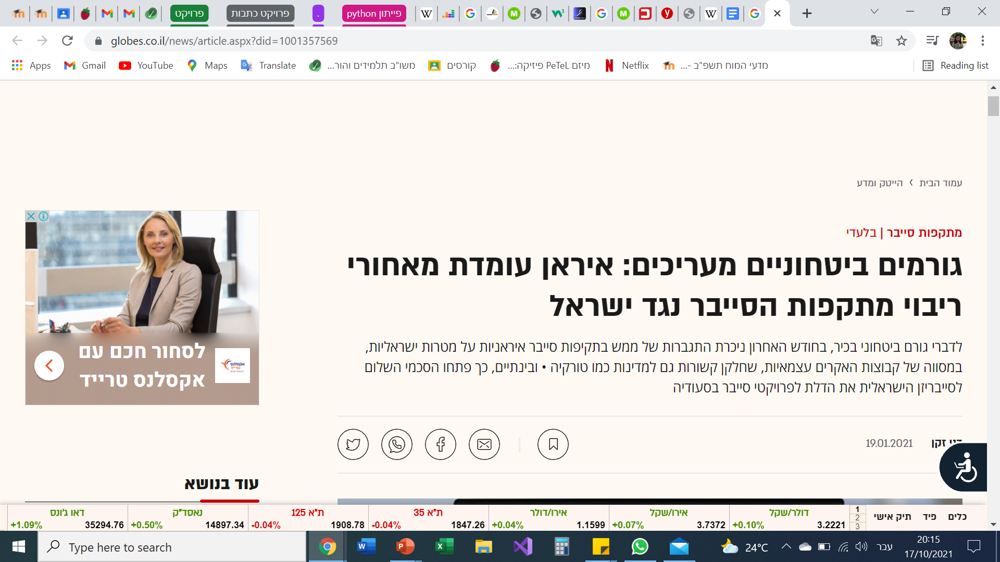 פרויקט
פרויקט כתבות
.
פייתון python
globes.co.il/news/article.aspx?did=1001357569
Apps
Gmail
YouTube
Maps
Translate
משו"ב תלמידים והור...
קורסים
מיזם PeTeL פיזיקה:...
Netflix
מדעי המוח תשפ"ב -...
Reading list
עמוד הבית › הייטק ומדע
מתקפות סייבר | בלעדי
גורמים ביטחוניים מעריכים: איראן עומדת מאחורי
ריבוי מתקפות הסייבר נגד ישראל
לדברי גורם ביטחוני בכיר, בחודש האחרון ניכרת התגברות של ממש בתקיפות סייבר איראניות על מטרות ישראליות,
במסווה של קבוצות האקרים עצמאיות, שחלקן קשורות גם למדינות כמו טורקיה • ובינתיים, כך פתחו הסכמי השלום
לסייבריזן הישראלית את הדלת לפרויקטי סייבר בסעודיה
זקן
19.01.2021
לסחור חכם עם
אקסלנס טרייד
אקסלנס
טרייד
עוד בנושא
כלים
פיד
תיק אישי
1
2
3
דולר/שקל
3.2221 +0.10%
אירו/שקל
3.7372 +0.07%
אירו/דולר
1.1599 +0.04%
ת"א 35
1847.26 -0.04%
ת"א 125
1908.78 -0.04%
נאסד"ק
14897.34 +0.50%
דאו ג'ונס
35294.76 +1.09%
Type here to search
24°C
עבר
20:15
17/10/2021